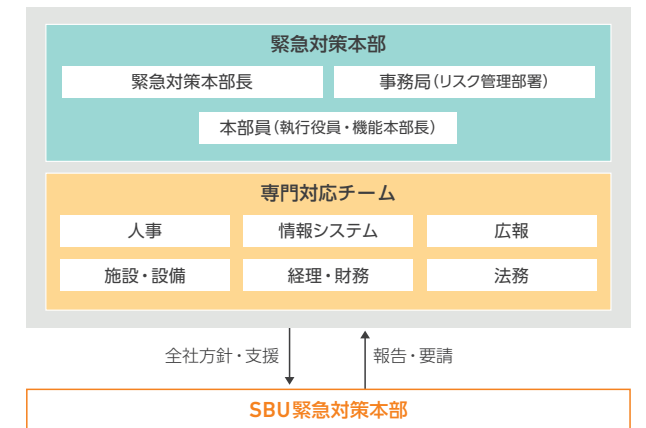 緊急対策本部
緊急対策本部長
事務局(リスク管理部署)
本部員(執行役員・機能本部長)
専門対応チーム
人事
情報システム
広報
施設・設備
経理・財務
法務
全社方針・支援
報告・要請
SBU緊急対策本部